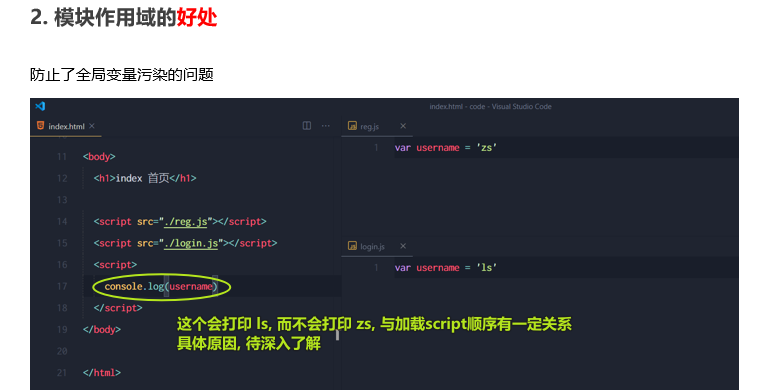 2. 模块作用域的好处
防止了全局变量污染的问题
index.html - code - Visual Studio Code
index.html ×
11 <body>
12 <h1>index 首页</h1>
13
14 <script src="./reg.js"></script>
15 <script src="./login.js"></script>
16 <script>
17 console.log(username)
18 </script>
19 </body>
20
21 </html>
reg.js ×
1 var username = 'zs'
login.js ×
1 var username = 'ls'
这个会打印 ls, 而不会打印 zs, 与加载script顺序有一定关系
具体原因, 待深入了解